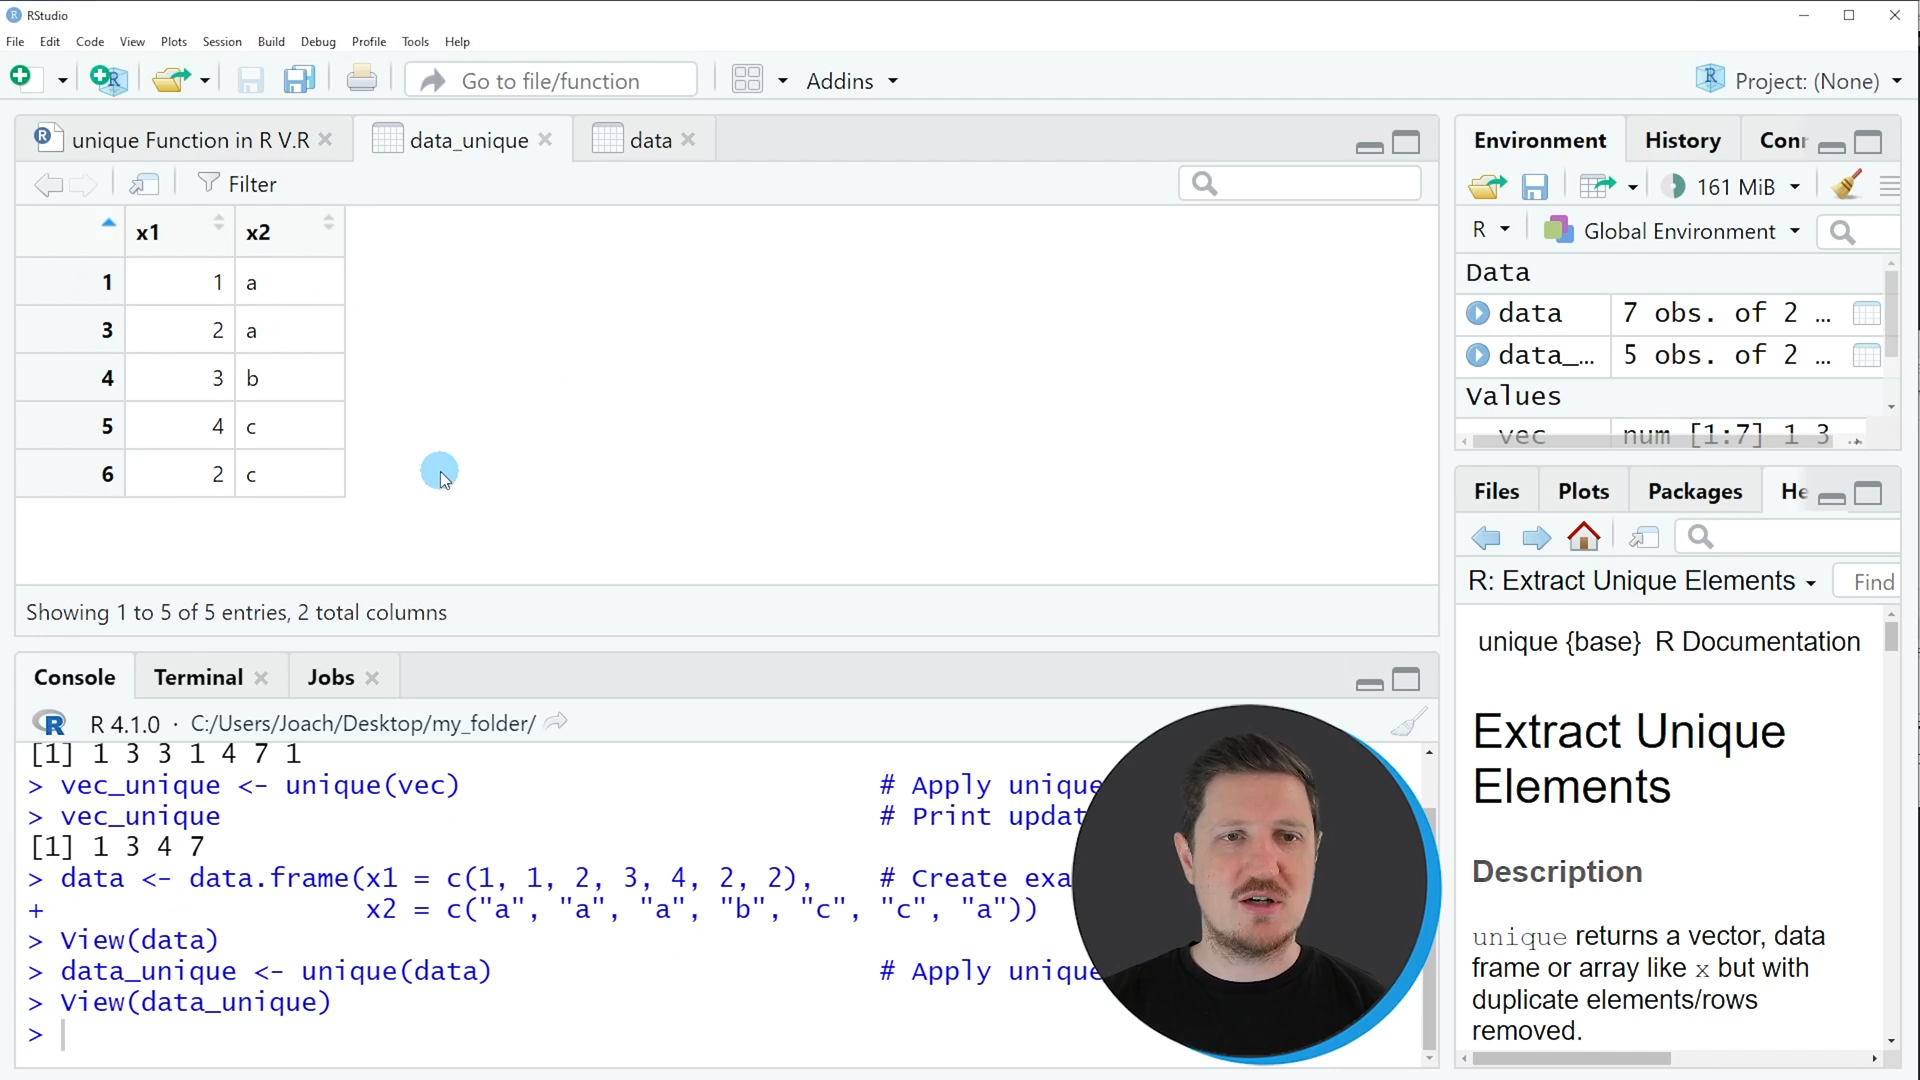 RStudio
File Edit Code View Plots Session Build Debug Profile Tools Help
Go to file/function Addins Project: (None)
unique Function in R V.R data_unique data
Filter
x1 x2
1 1 a
3 2 a
4 3 b
5 4 c
6 2 c
Showing 1 to 5 of 5 entries, 2 total columns
Console Terminal Jobs
R 4.1.0 · C:/Users/Joach/Desktop/my_folder/
[1] 1 3 3 1 4 7 1
> vec_unique <- unique(vec) # Apply unique
> vec_unique # Print updat
[1] 1 3 4 7
> data <- data.frame(x1 = c(1, 1, 2, 3, 4, 2, 2), # Create exa
+ x2 = c("a", "a", "a", "b", "c", "c", "a"))
> View(data)
> data_unique <- unique(data) # Apply unique
> View(data_unique)
>
Environment History Conr
161 MiB
R Global Environment
Data
data 7 obs. of 2 …
data_… 5 obs. of 2 …
Values
vec num [1:7] 1 3 …
Files Plots Packages He
R: Extract Unique Elements Find
unique {base} R Documentation
Extract Unique
Elements
Description
unique returns a vector, data
frame or array like x but with
duplicate elements/rows
removed.